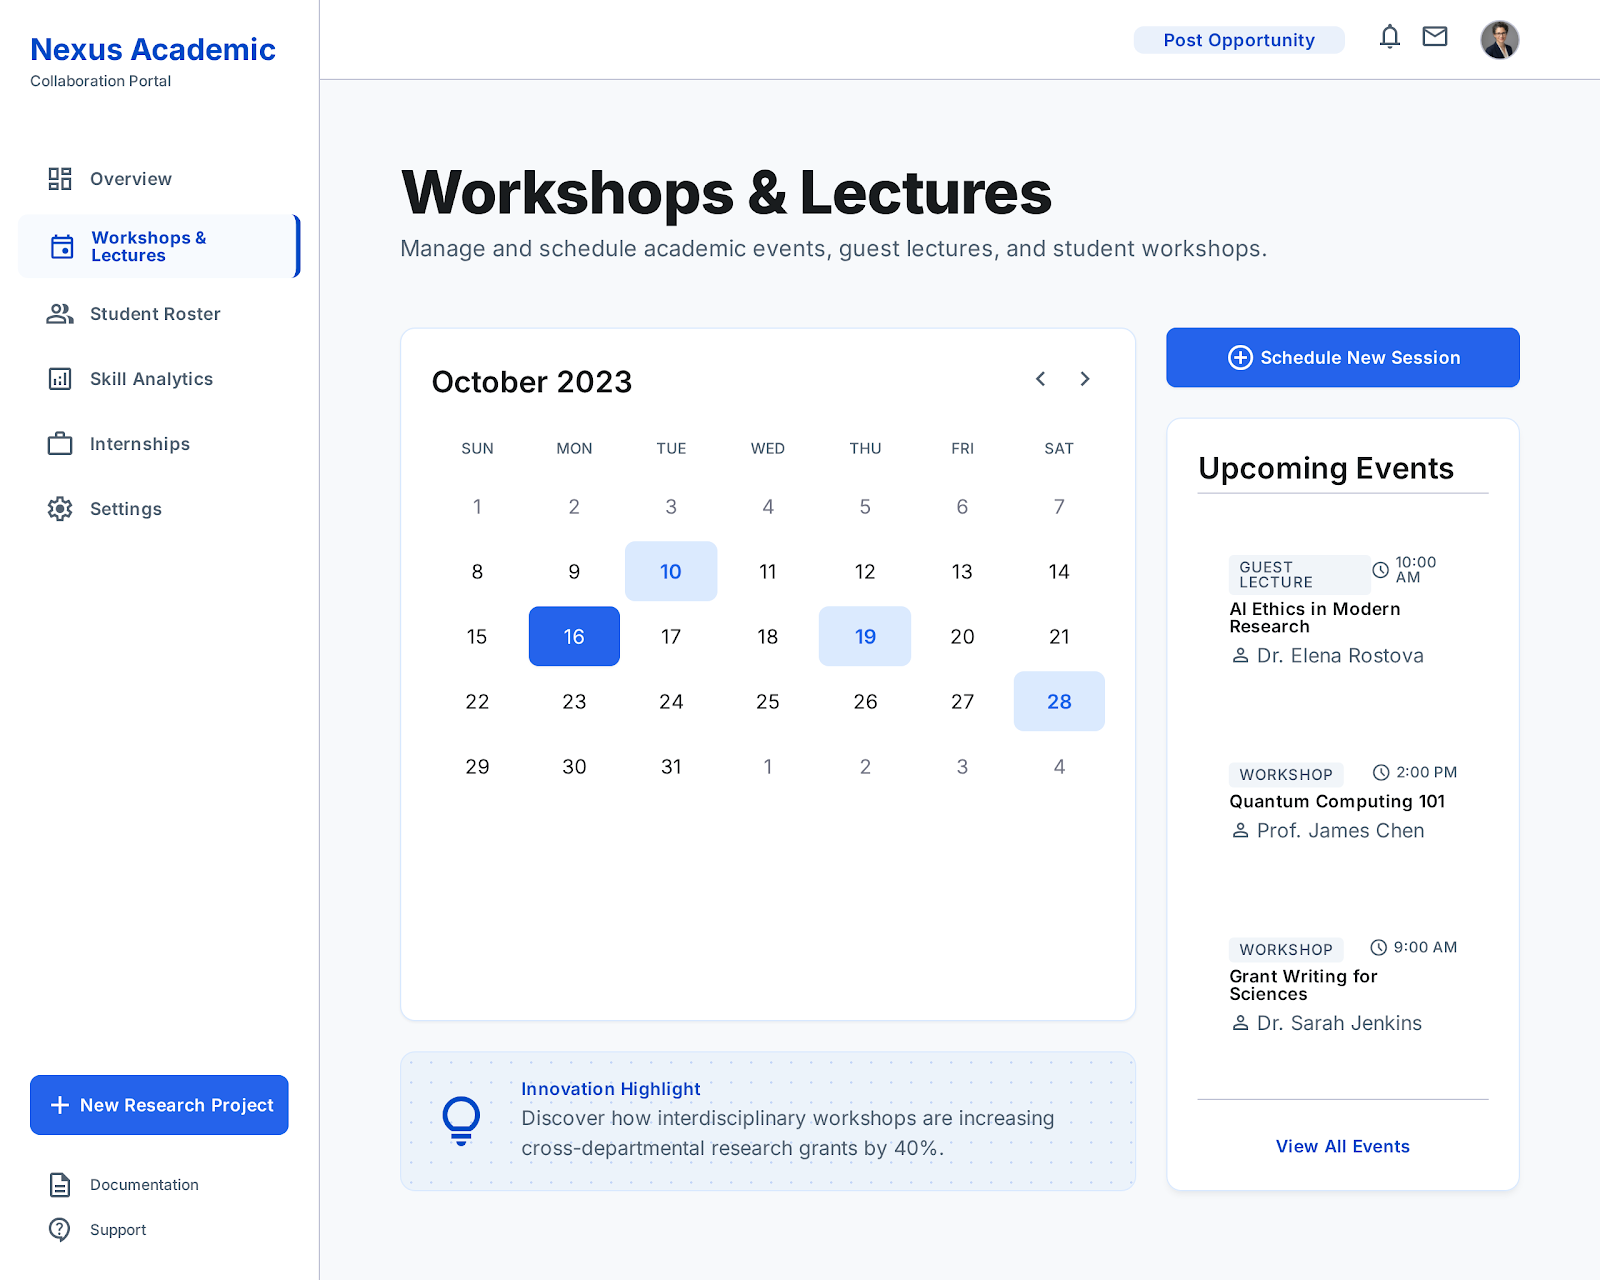 Nexus Academic
Collaboration Portal
Overview
Workshops &
Lectures
Student Roster
Skill Analytics
Internships
Settings
New Research Project
Documentation
Support
Post Opportunity
Workshops & Lectures
Manage and schedule academic events, guest lectures, and student workshops.
October 2023
SUN MON TUE WED THU FRI SAT
1 2 3 4 5 6 7
8 9 10 11 12 13 14
15 16 17 18 19 20 21
22 23 24 25 26 27 28
29 30 31 1 2 3 4
Innovation Highlight
Discover how interdisciplinary workshops are increasing
cross-departmental research grants by 40%.
Schedule New Session
Upcoming Events
GUEST
LECTURE
10:00
AM
AI Ethics in Modern
Research
Dr. Elena Rostova
WORKSHOP 2:00 PM
Quantum Computing 101
Prof. James Chen
WORKSHOP 9:00 AM
Grant Writing for
Sciences
Dr. Sarah Jenkins
View All Events